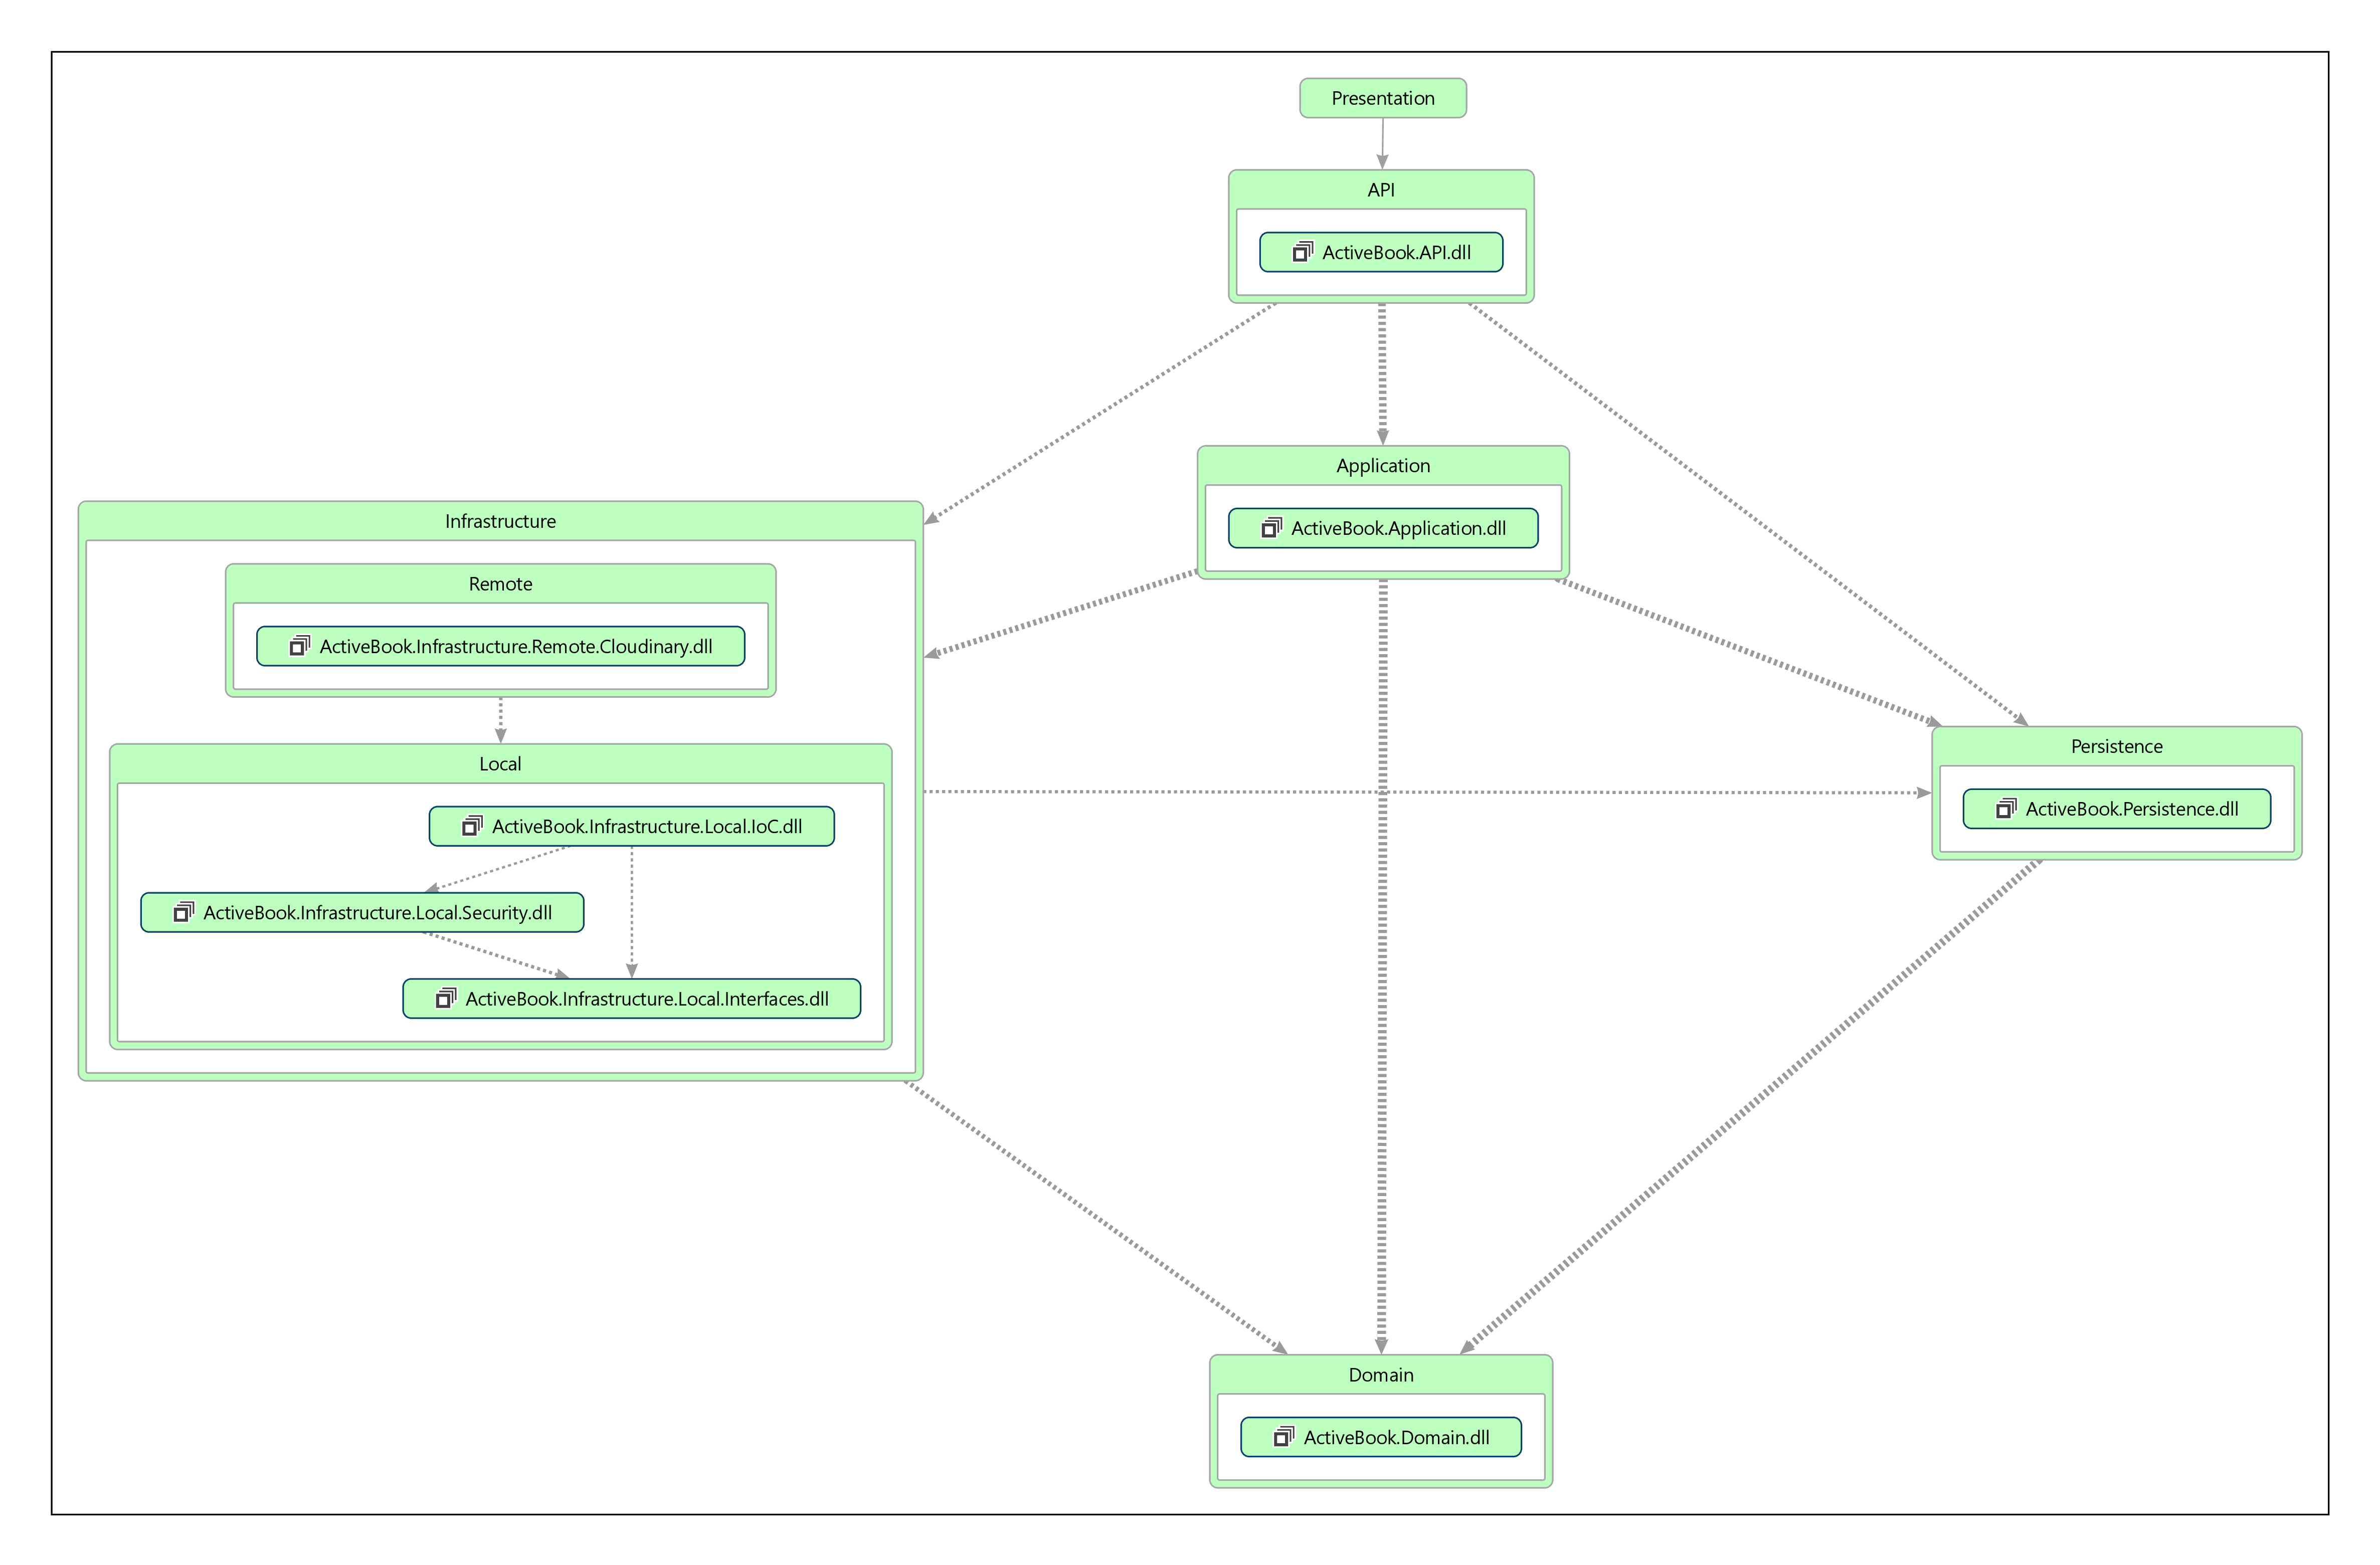 Presentation
API
ActiveBook.API.dll
Application
ActiveBook.Application.dll
Infrastructure
Remote
ActiveBook.Infrastructure.Remote.Cloudinary.dll
Local
ActiveBook.Infrastructure.Local.IoC.dll
ActiveBook.Infrastructure.Local.Security.dll
ActiveBook.Infrastructure.Local.Interfaces.dll
Persistence
ActiveBook.Persistence.dll
Domain
ActiveBook.Domain.dll